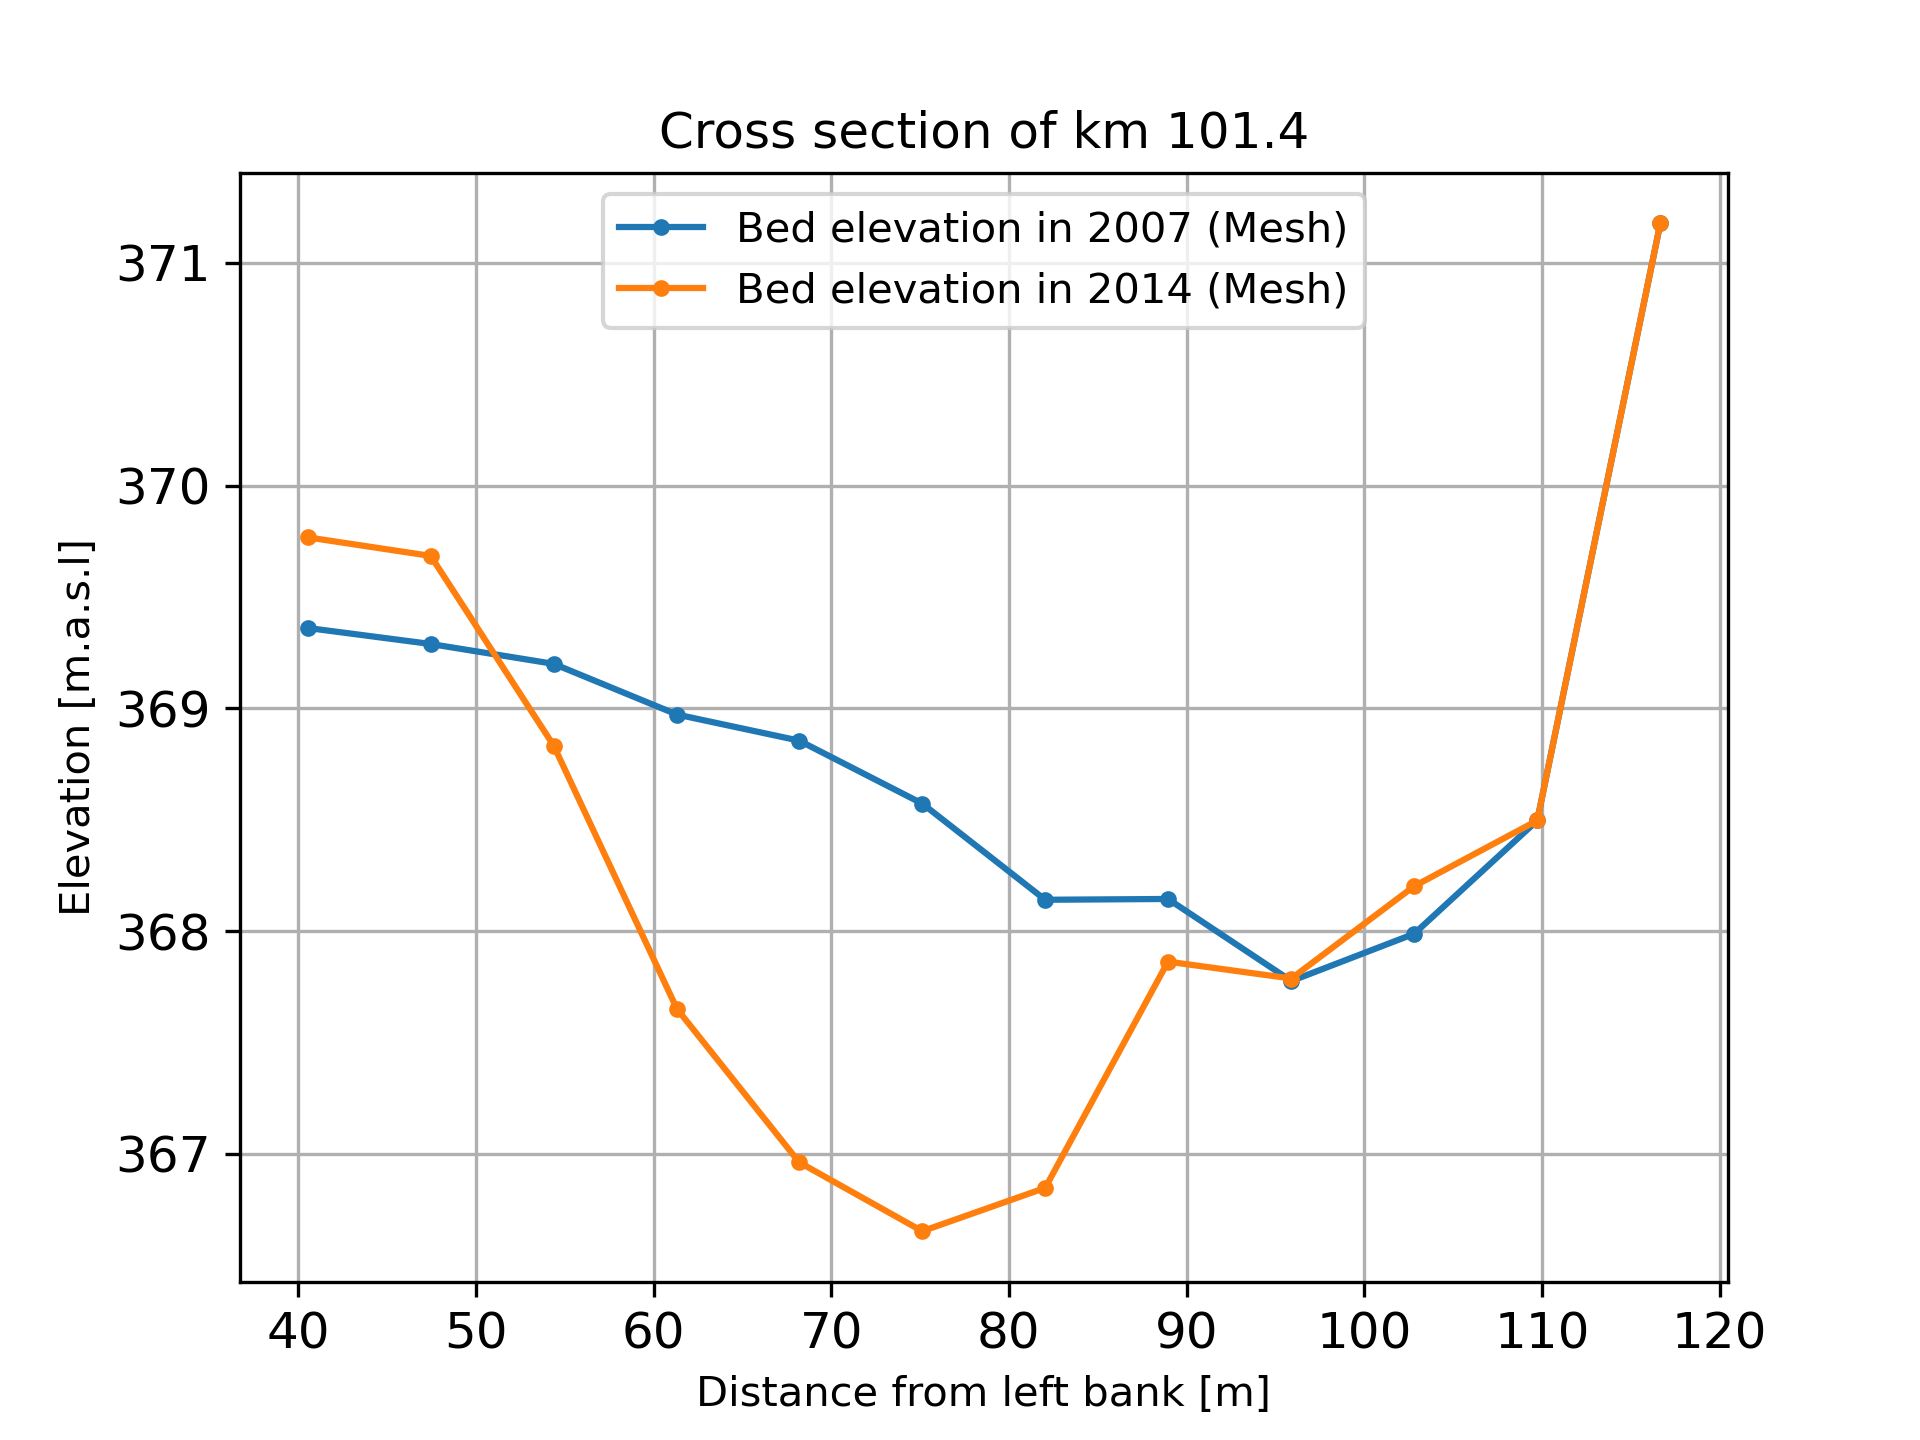 Cross section of km 101.4
Bed elevation in 2007 (Mesh)
Bed elevation in 2014 (Mesh)
371
370
369
368
367
Elevation [m.a.s.l]
40 50 60 70 80 90 100 110 120
Distance from left bank [m]